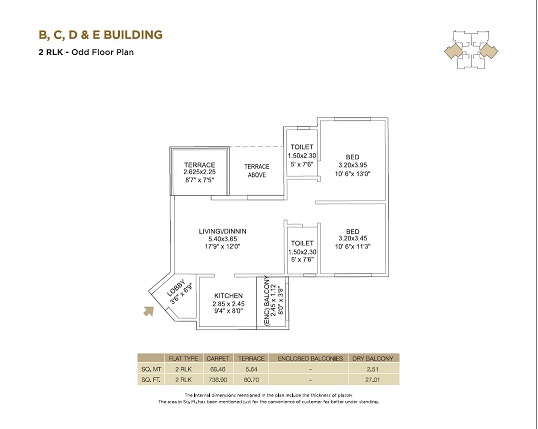 B, C, D & E BUILDING
2 RLK - Odd Floor Plan
TOILET
1.50x2.30
5' x 7'6"
BED
3.20x3.95
10' 6"x 13'0"
TERRACE
2.625x2.25
8'7" x 7'5"
TERRACE
ABOVE
LIVING/DINNIN
5.40x3.65
17'9" x 12'0"
TOILET
1.50x2.30
5' x 7'6"
BED
3.20x3.45
10' 6"x 11'3"
LOBBY
3'6" x 6'9"
KITCHEN
2.85 x 2.45
9'4" x 8'0"
(ENC) BALCONY
2.45 x 1.12
8'0" x 3'8"
FLAT TYPE CARPET TERRACE ENCLOSED BALCONIES DRY BALCONY
SQ. MT 2 RLK 68.46 5.64 - 2.51
SQ. FT. 2 RLK 736.90 60.70 - 27.01
The internal dimensions mentioned in the plan include the thickness of plaster
The area in Sq. Ft. has been mentioned just for the convenience of customer for better under standing.